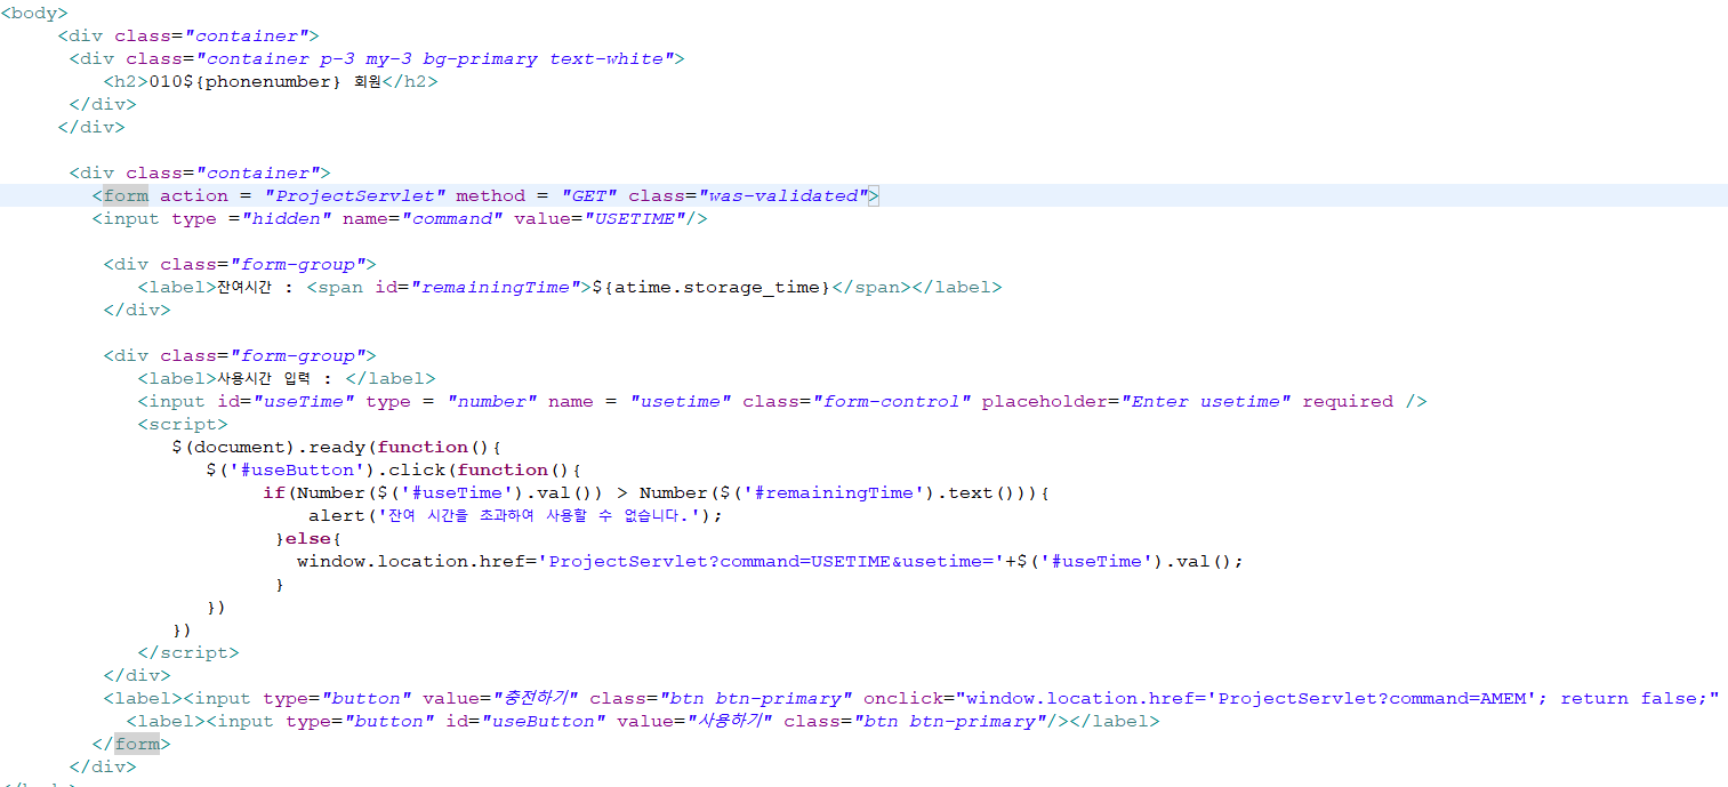 <body>
<div class="container">
<div class="container p-3 my-3 bg-primary text-white">
<h2>010${phonenumber} 회원</h2>
</div>
</div>
<div class="container">
<form action = "ProjectServlet" method = "GET" class="was-validated">
<input type ="hidden" name="command" value="USETIME"/>
<div class="form-group">
<label>잔여시간 : <span id="remainingTime">${atime.storage_time}</span></label>
</div>
<div class="form-group">
<label>사용시간 입력 : </label>
<input id="useTime" type = "number" name = "usetime" class="form-control" placeholder="Enter usetime" required />
<script>
$(document).ready(function(){
$('#useButton').click(function(){
if(Number($('#useTime').val()) > Number($('#remainingTime').text())){
alert('잔여 시간을 초과하여 사용할 수 없습니다.');
}else{
window.location.href='ProjectServlet?command=USETIME&usetime='+$('#useTime').val();
}
})
})
</script>
</div>
<label><input type="button" value="충전하기" class="btn btn-primary" onclick="window.location.href='ProjectServlet?command=AMEM'; return false;"
<label><input type="button" id="useButton" value="사용하기" class="btn btn-primary"/></label>
</form>
</div>